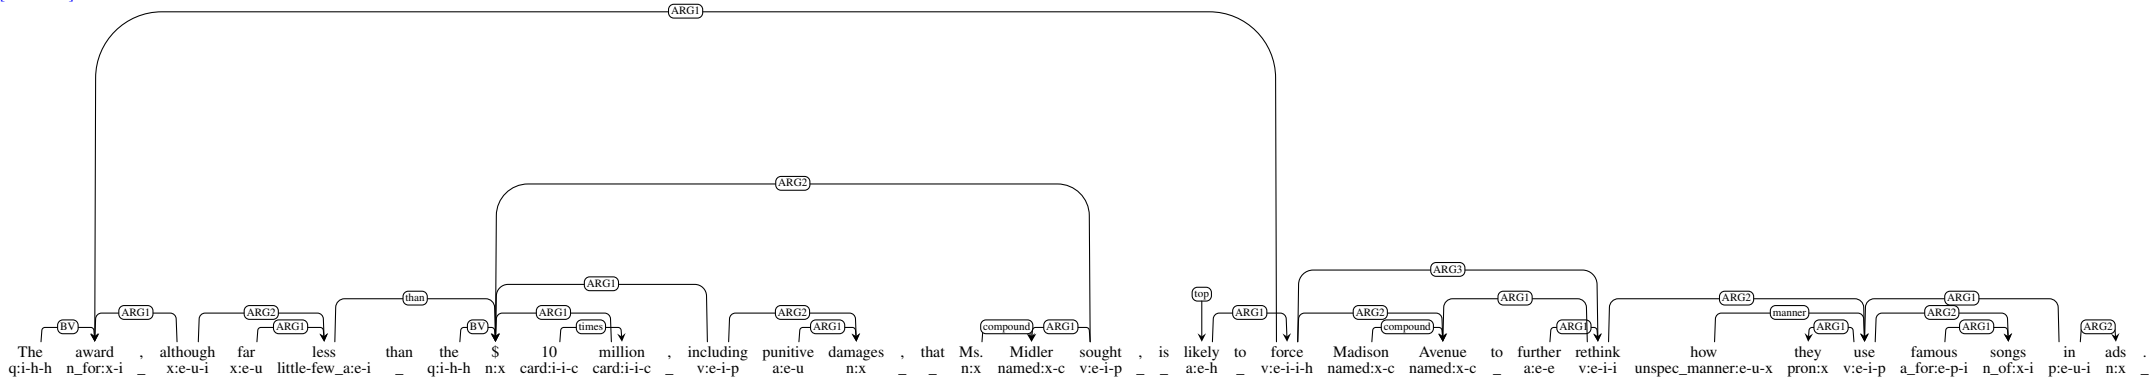 ARG1
ARG2
ARG3
ARG1
than
top
ARG2
ARG1
ARG1
ARG2
ARG1
ARG2
ARG1
ARG2
manner
ARG2
BV
ARG1
BV
times
ARG1
compound
ARG1
compound
ARG1
ARG1
ARG1
ARG2
The award , although far less than the $ 10 million , including punitive damages , that Ms. Midler sought , is likely to force Madison Avenue to further rethink how they use famous songs in ads .
q:i-h-h n_for:x-i _ x:e-u-i x:e-u little-few_a:e-i _ q:i-h-h n:x card:i-i-c card:i-i-c _ v:e-i-p a:e-u n:x _ _ n:x named:x-c v:e-i-p _ _ a:e-h _ v:e-i-i-h named:x-c named:x-c _ a:e-e v:e-i-i unspec_manner:e-u-x pron:x v:e-i-p a_for:e-p-i n_of:x-i p:e-u-i n:x _